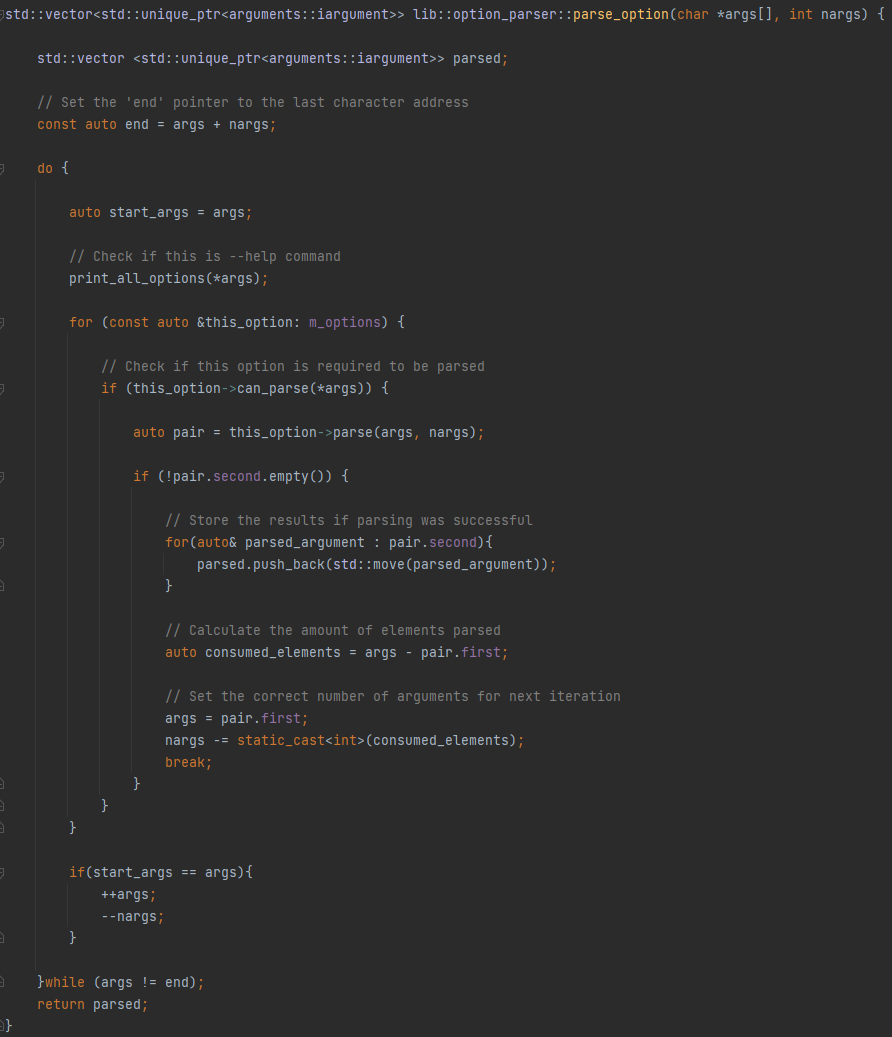 std::vector<std::unique_ptr<arguments::iargument>> lib::option_parser::parse_option(char *args[], int nargs) {
std::vector <std::unique_ptr<arguments::iargument>> parsed;
// Set the 'end' pointer to the last character address
const auto end = args + nargs;
do {
auto start_args = args;
// Check if this is --help command
print_all_options(*args);
for (const auto &this_option: m_options) {
// Check if this option is required to be parsed
if (this_option->can_parse(*args)) {
auto pair = this_option->parse(args, nargs);
if (!pair.second.empty()) {
// Store the results if parsing was successful
for(auto& parsed_argument : pair.second){
parsed.push_back(std::move(parsed_argument));
}
// Calculate the amount of elements parsed
auto consumed_elements = args - pair.first;
// Set the correct number of arguments for next iteration
args = pair.first;
nargs -= static_cast<int>(consumed_elements);
break;
}
}
}
if(start_args == args){
++args;
--nargs;
}
}while (args != end);
return parsed;
}